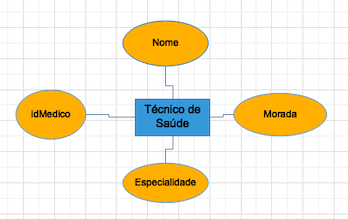 Nome
Técnico de
Saúde
idMedico
Morada
Especialidade